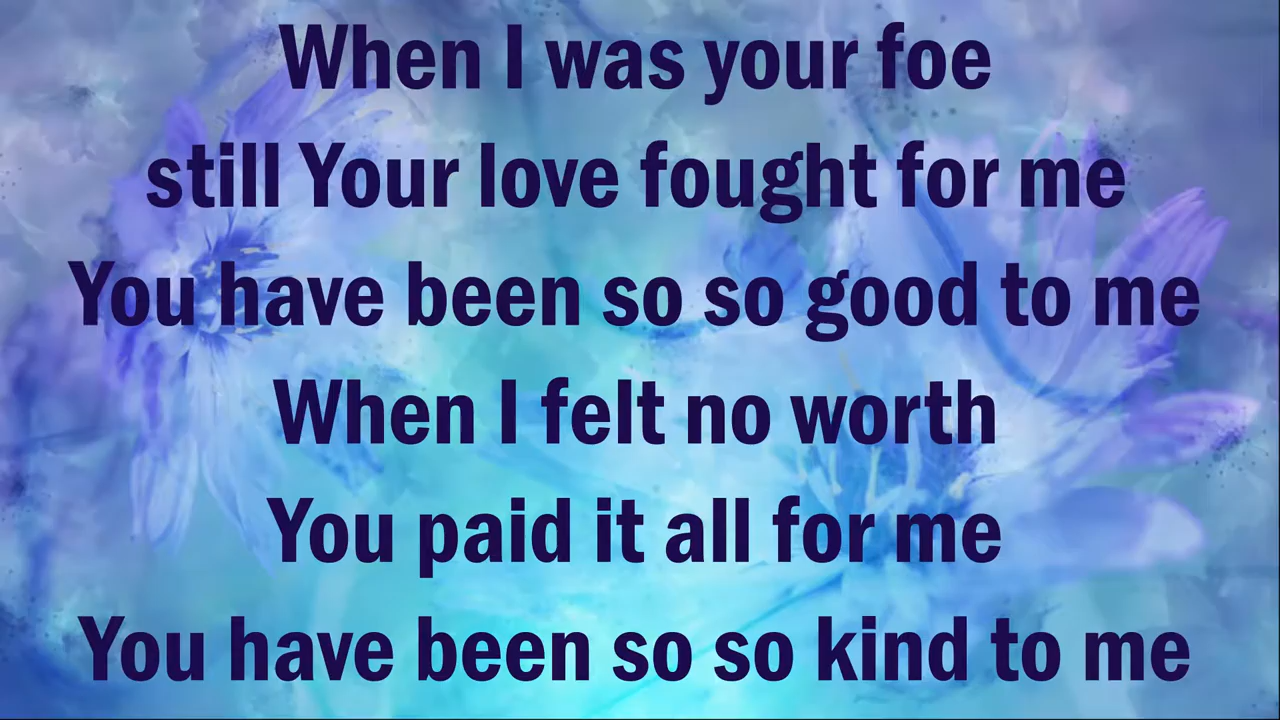 When I was your foe
still Your love fought for me
You have been so so good to me
When I felt no worth
You paid it all for me
You have been so so kind to me